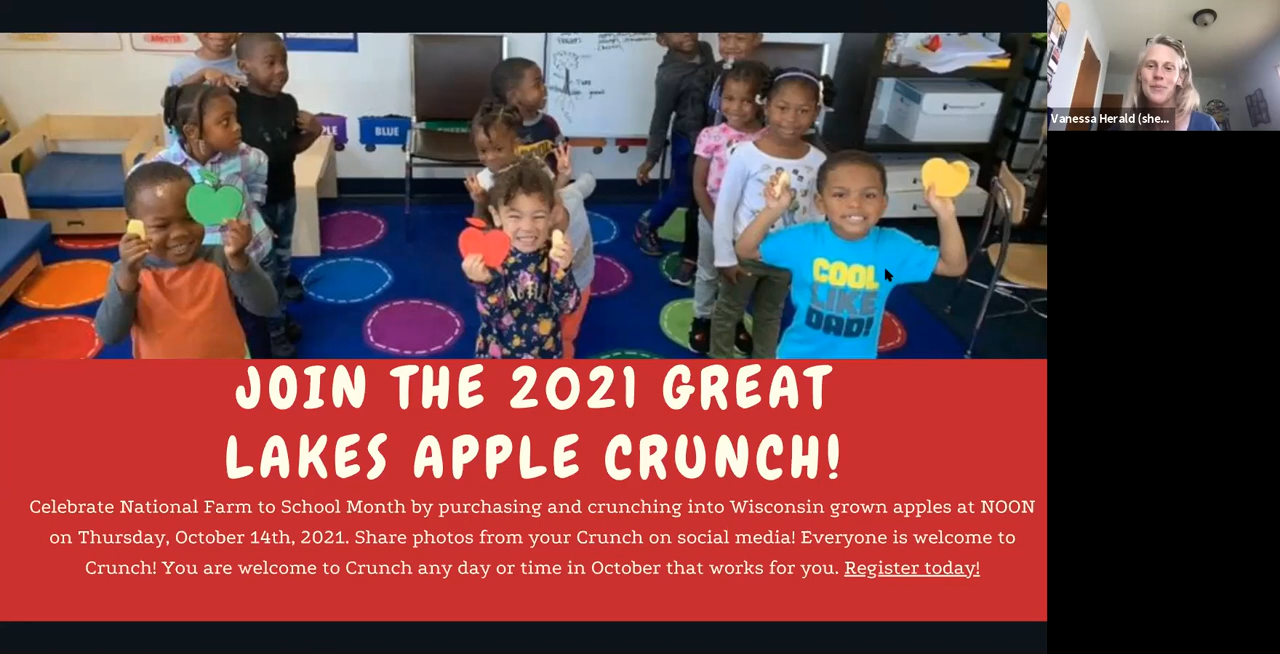 BLUE
COOL
LIKE
DAD!
Vanessa Herald (she...
JOIN THE 2021 GREAT
LAKES APPLE CRUNCH!
Celebrate National Farm to School Month by purchasing and crunching into Wisconsin grown apples at NOON
on Thursday, October 14th, 2021. Share photos from your Crunch on social media! Everyone is welcome to
Crunch! You are welcome to Crunch any day or time in October that works for you. Register today!